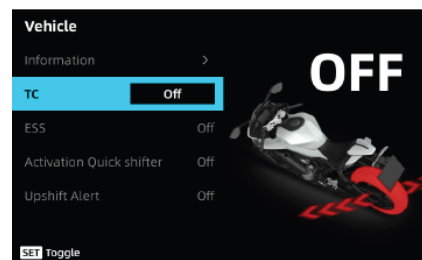 Vehicle
Information >
TC Off
OFF
ESS Off
Activation Quick shifter Off
Upshift Alert Off
SET Toggle